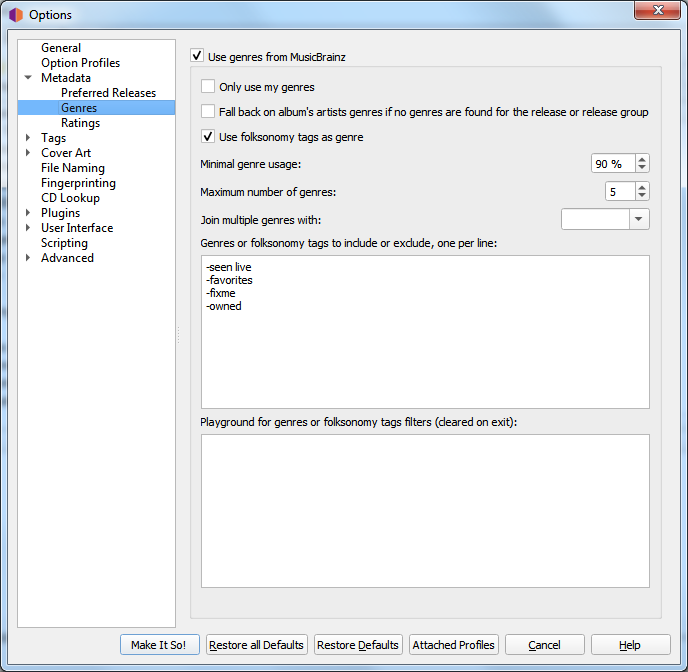 Options
General
Option Profiles
Metadata
Preferred Releases
Genres
Ratings
Tags
Cover Art
File Naming
Fingerprinting
CD Lookup
Plugins
User Interface
Scripting
Advanced
Use genres from MusicBrainz
Only use my genres
Fall back on album's artists genres if no genres are found for the release or release group
Use folksonomy tags as genre
Minimal genre usage: 90 %
Maximum number of genres: 5
Join multiple genres with:
Genres or folksonomy tags to include or exclude, one per line:
-seen live
-favorites
-fixme
-owned
Playground for genres or folksonomy tags filters (cleared on exit):
Make It So! Restore all Defaults Restore Defaults Attached Profiles Cancel Help